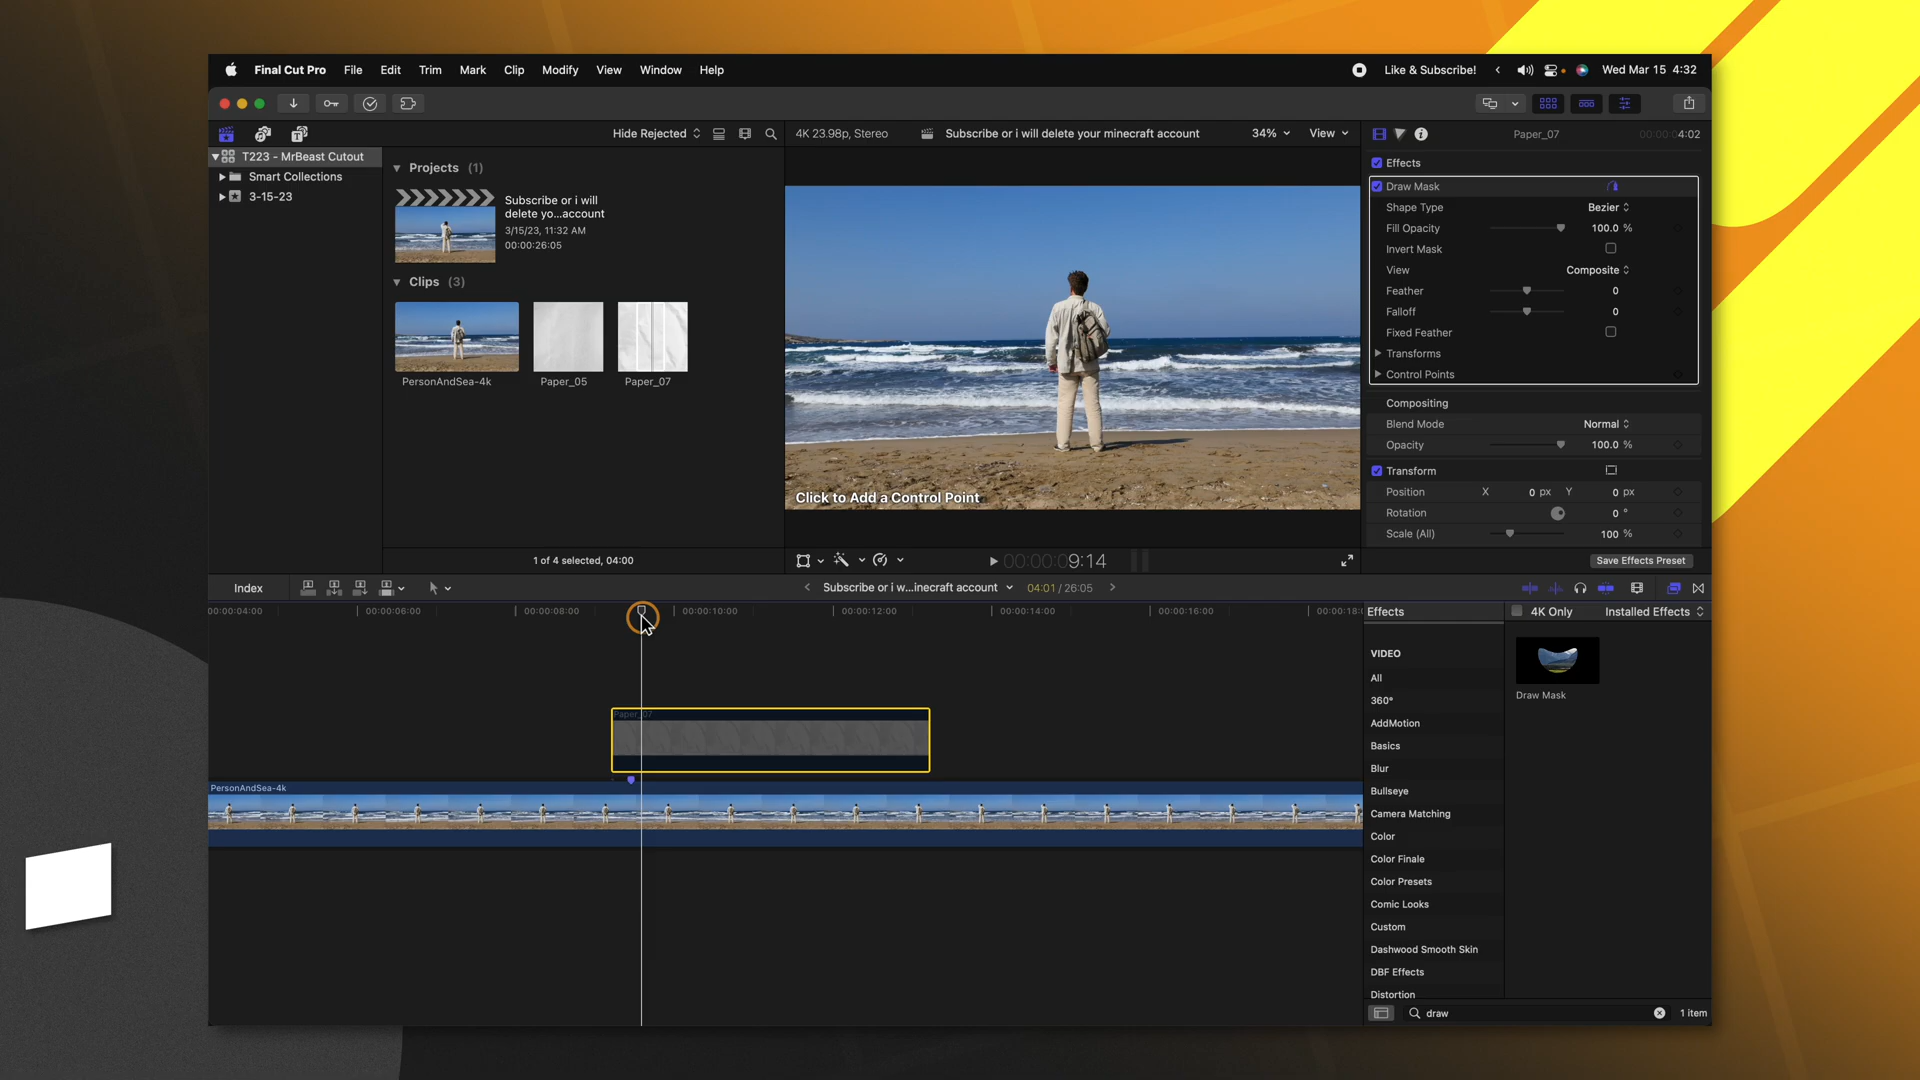 Final Cut Pro File Edit Trim Mark Clip Modify View Window Help
Like & Subscribe! Wed Mar 15 4:32
Hide Rejected
4K 23.98p, Stereo
Subscribe or i will delete your minecraft account
34% View
Paper_07
00:00:04:02
T223 - MrBeast Cutout
Smart Collections
3-15-23
Projects (1)
Subscribe or i will
delete yo...account
3/15/23, 11:32 AM
00:00:26:05
Clips (3)
PersonAndSea-4k
Paper_05
Paper_07
1 of 4 selected, 04:00
Click to Add a Control Point
00:00:09:14
Effects
Draw Mask
Shape Type Bezier
Fill Opacity 100.0 %
Invert Mask
View Composite
Feather 0
Falloff 0
Fixed Feather
Transforms
Control Points
Compositing
Blend Mode Normal
Opacity 100.0 %
Transform
Position X 0 px Y 0 px
Rotation 0 °
Scale (All) 100 %
Save Effects Preset
Index
Subscribe or i w...inecraft account
04:01 / 26:05
00:00:04:00 00:00:06:00 00:00:08:00 00:00:10:00 00:00:12:00 00:00:14:00 00:00:16:00 00:00:18:
Paper_07
PersonAndSea-4k
Effects
4K Only
Installed Effects
VIDEO
All
360°
AddMotion
Basics
Blur
Bullseye
Camera Matching
Color
Color Finale
Color Presets
Comic Looks
Custom
Dashwood Smooth Skin
DBF Effects
Distortion
Draw Mask
draw
1 item